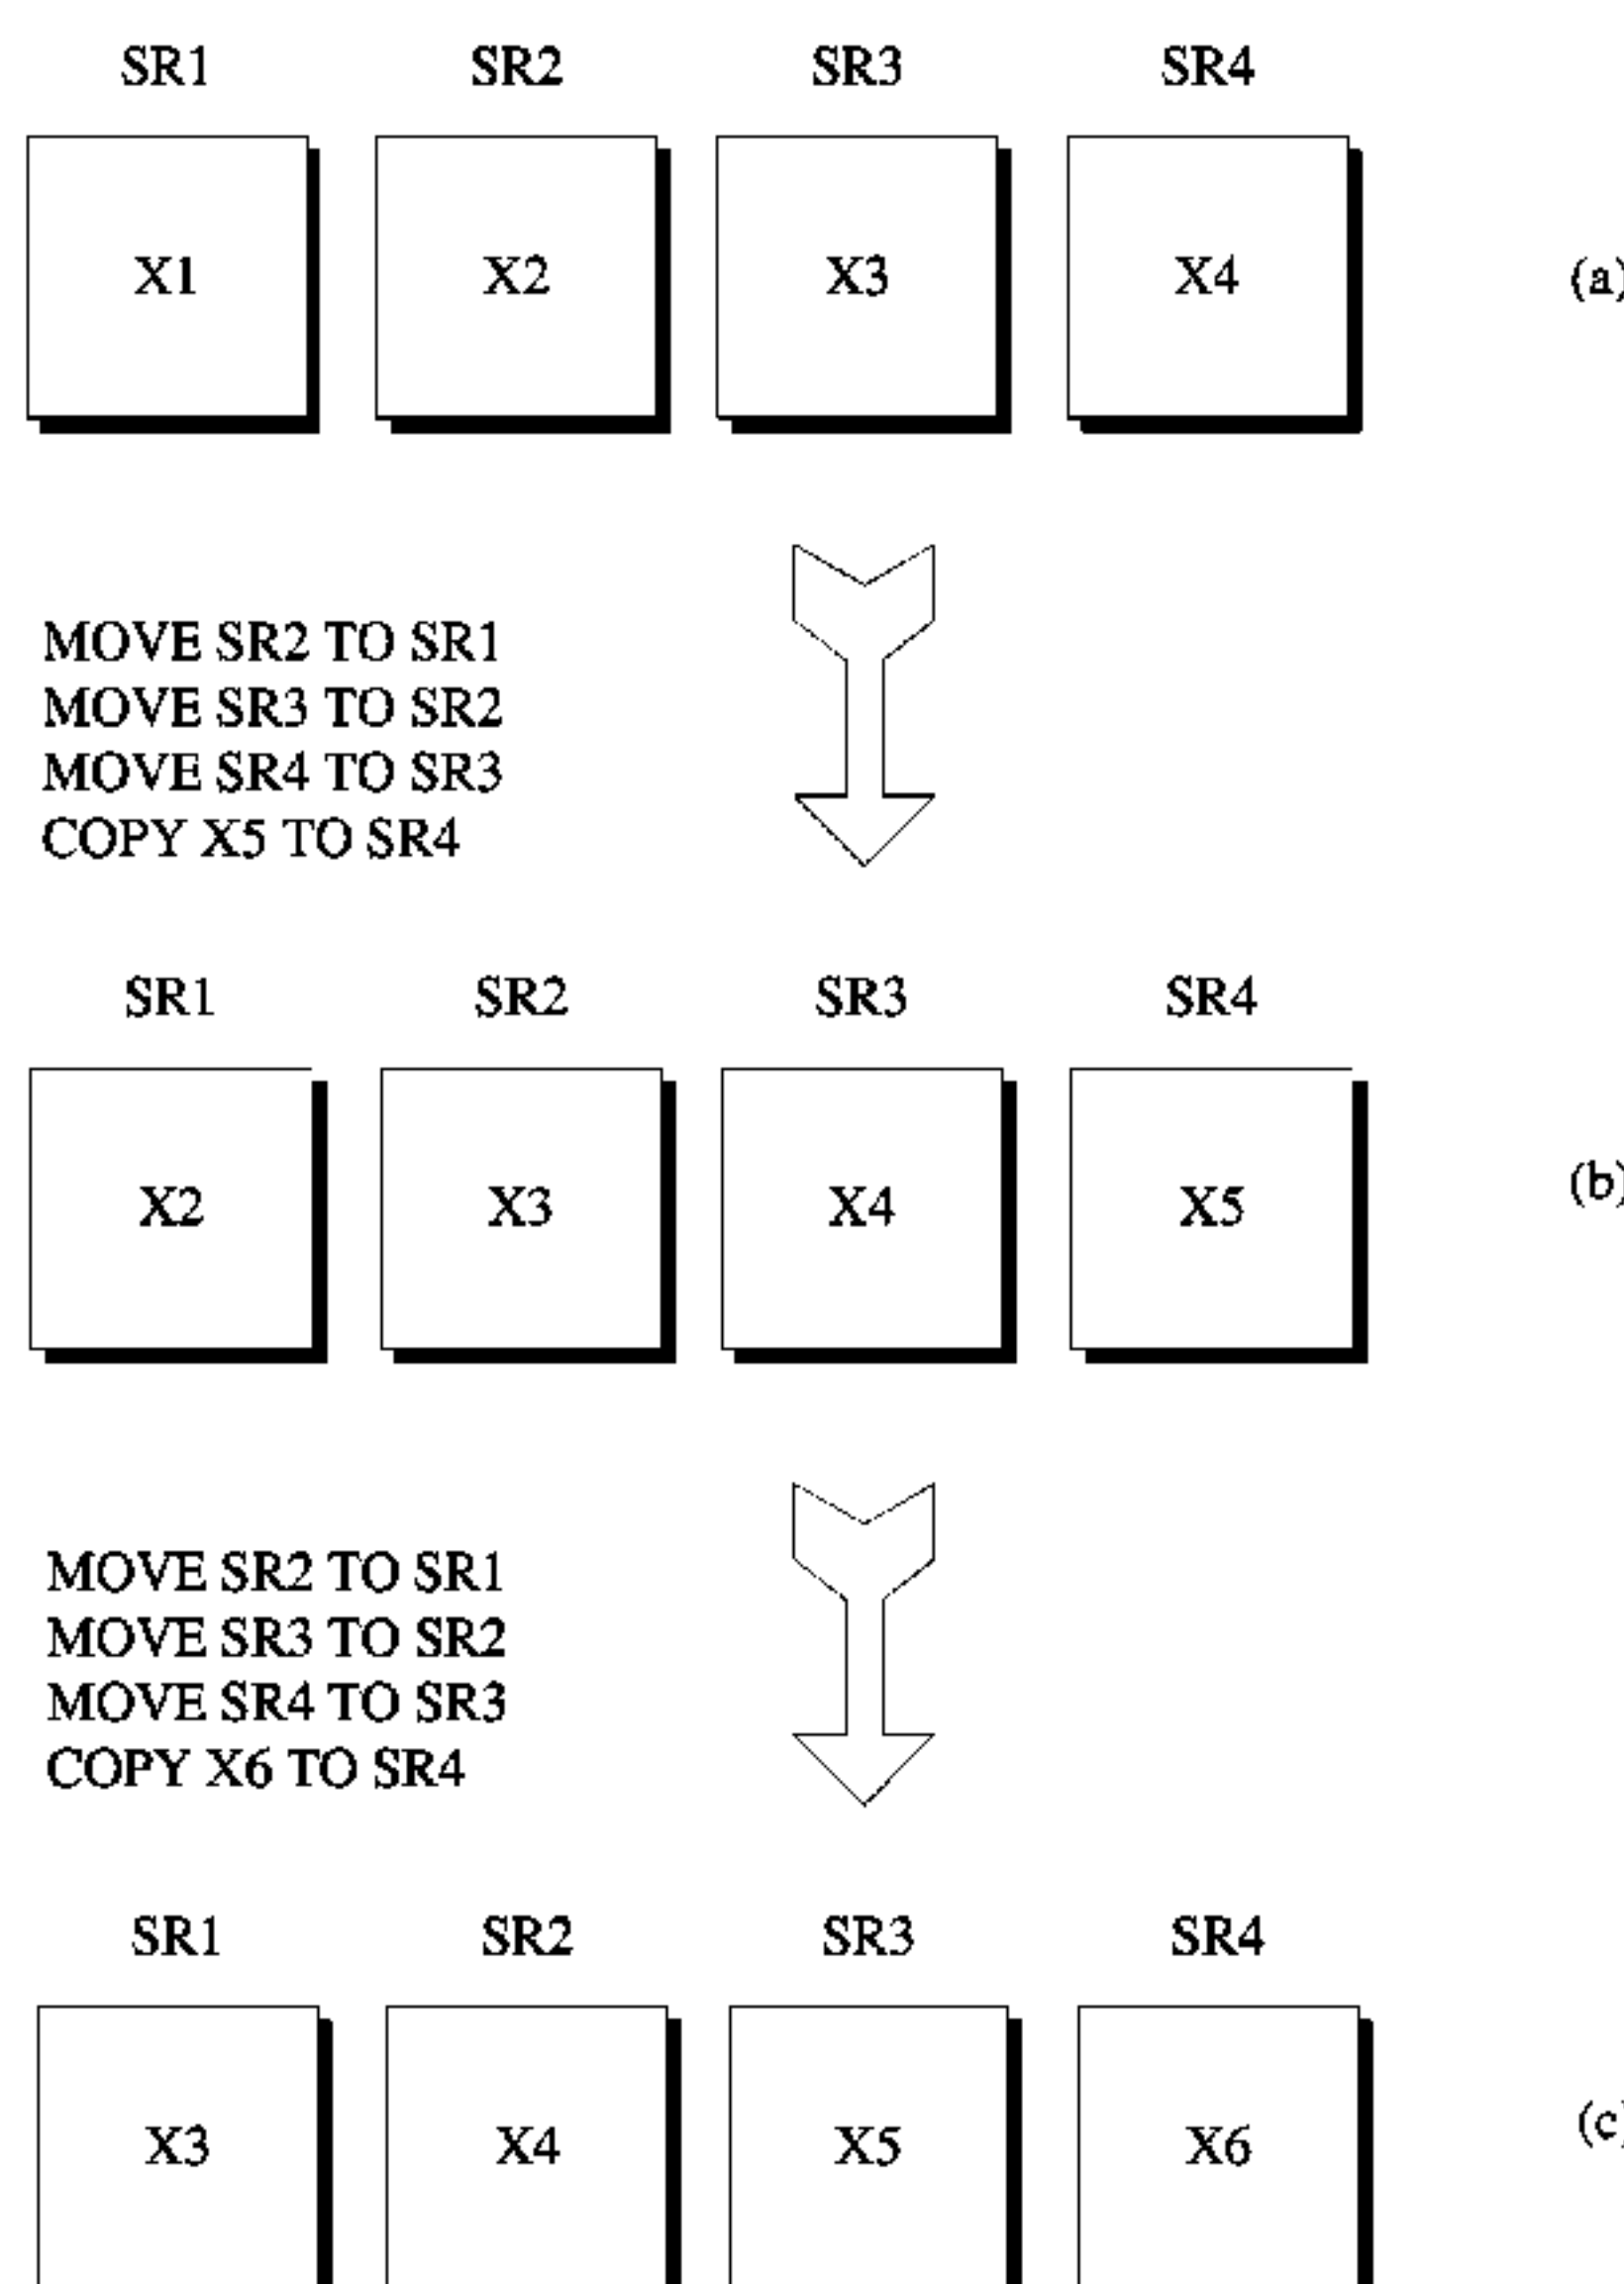 SR1 SR2 SR3 SR4
X1 X2 X3 X4 (a)
MOVE SR2 TO SR1
MOVE SR3 TO SR2
MOVE SR4 TO SR3
COPY X5 TO SR4
SR1 SR2 SR3 SR4
X2 X3 X4 X5 (b)
MOVE SR2 TO SR1
MOVE SR3 TO SR2
MOVE SR4 TO SR3
COPY X6 TO SR4
SR1 SR2 SR3 SR4
X3 X4 X5 X6 (c)